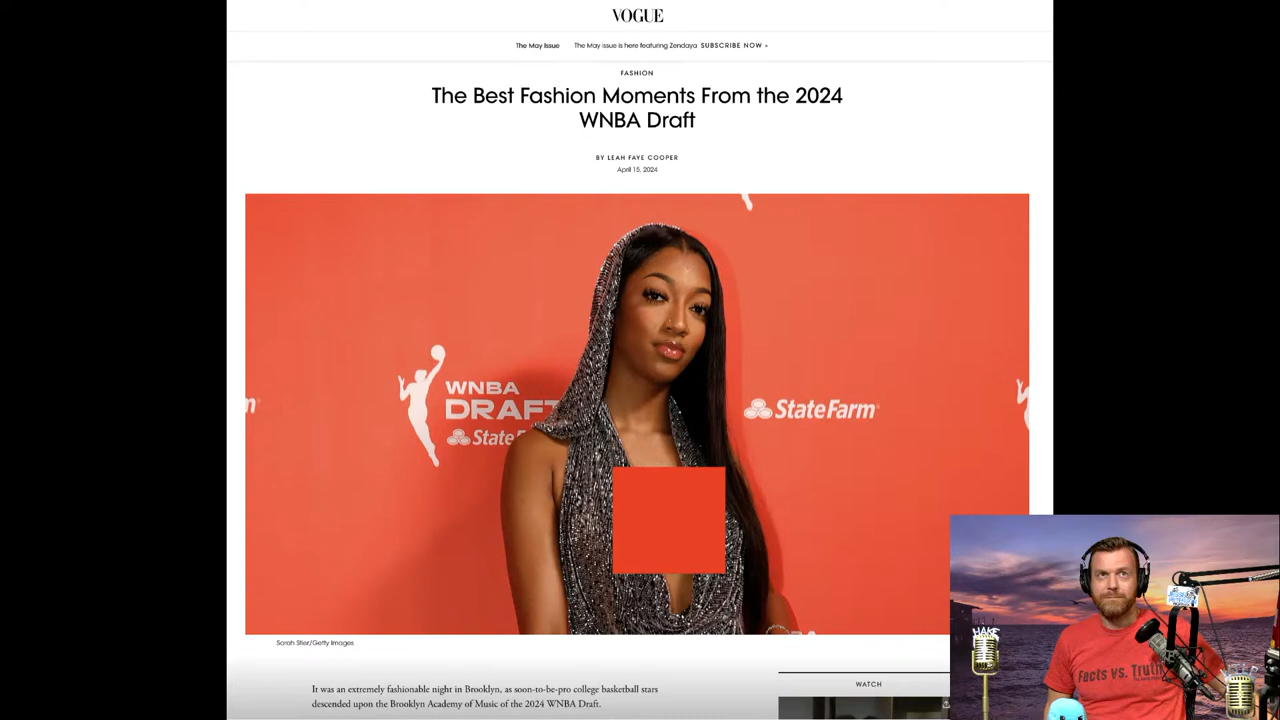 VOGUE
The May Issue The May issue is here featuring Zendaya SUBSCRIBE NOW >
FASHION
The Best Fashion Moments From the 2024
WNBA Draft
BY LEAH FAYE COOPER
April 15, 2024
WNBA
DRAFT
State
StateFarm
Sarah Stier/Getty Images
It was an extremely fashionable night in Brooklyn, as soon-to-be-pro college basketball stars
descended upon the Brooklyn Academy of Music of the 2024 WNBA Draft.
WATCH
HAKE
Facts vs. Truth